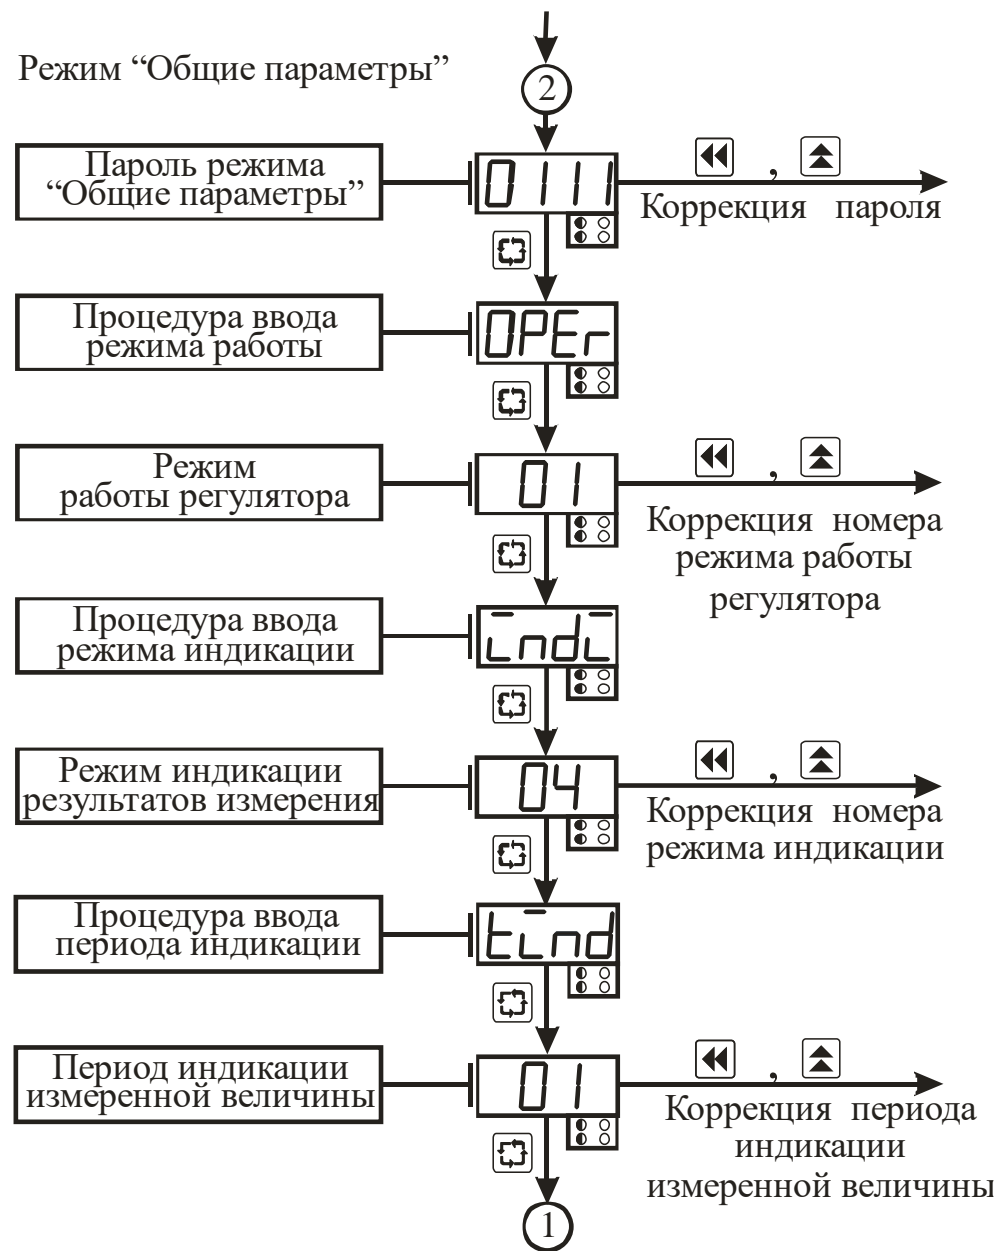 Режим “Общие параметры”
2
Пароль режима
“Общие параметры”
0111
,
Коррекция пароля
Процедура ввода
режима работы
OPEr
Режим
работы регулятора
01
,
Коррекция номера
режима работы
регулятора
Процедура ввода
режима индикации
indi
Режим индикации
результатов измерения
04
,
Коррекция номера
режима индикации
Процедура ввода
периода индикации
tind
Период индикации
измеренной величины
01
,
Коррекция периода
индикации
измеренной величины
1